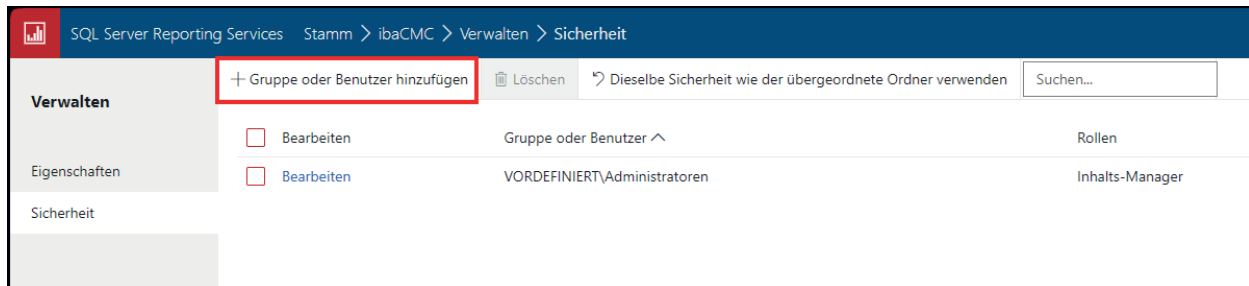 SQL Server Reporting Services Stamm > ibaCMC > Verwalten > Sicherheit
+ Gruppe oder Benutzer hinzufügen Löschen Dieselbe Sicherheit wie der übergeordnete Ordner verwenden Suchen...
Verwalten
Bearbeiten Gruppe oder Benutzer Rollen
Eigenschaften Bearbeiten VORDEFINIERT\Administratoren Inhalts-Manager
Sicherheit